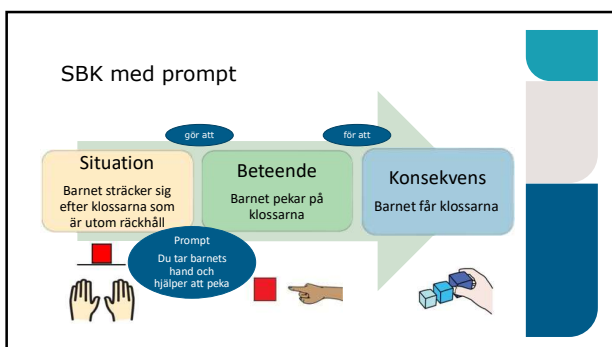 SBK med prompt
gör att
för att
Situation
Barnet sträcker sig
efter klossarna som
är utom räckhåll
Beteende
Barnet pekar på
klossarna
Konsekvens
Barnet får klossarna
Prompt
Du tar barnets
hand och
hjälper att peka